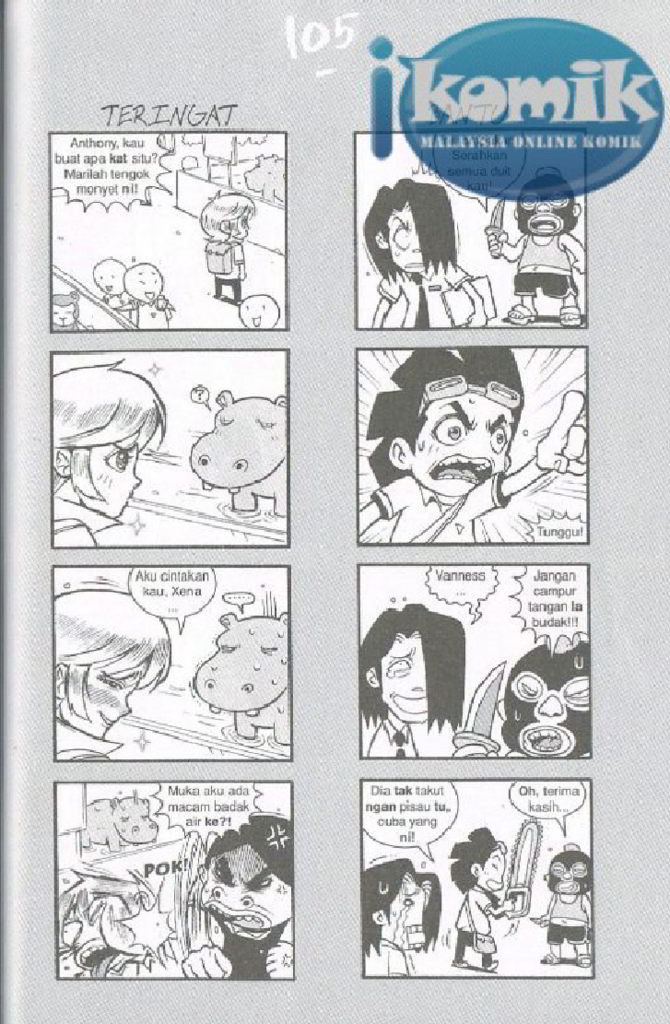 105
ikomik
MALAYSIA ONLINE KOMIK
TERINGAT
Anthony, kau
buat apa kat situ?
Marilah tengok
monyet ni!
?
Aku cintakan
kau, Xena
...
....
Muka aku ada
macam badak
air ke?!
POK!
Serahkan
semua duit
kau!
Tunggu!
Vanness
...
Jangan
campur
tangan la
budak!!!
Dia tak takut
ngan pisau tu,
cuba yang
ni!
Oh, terima
kasih...